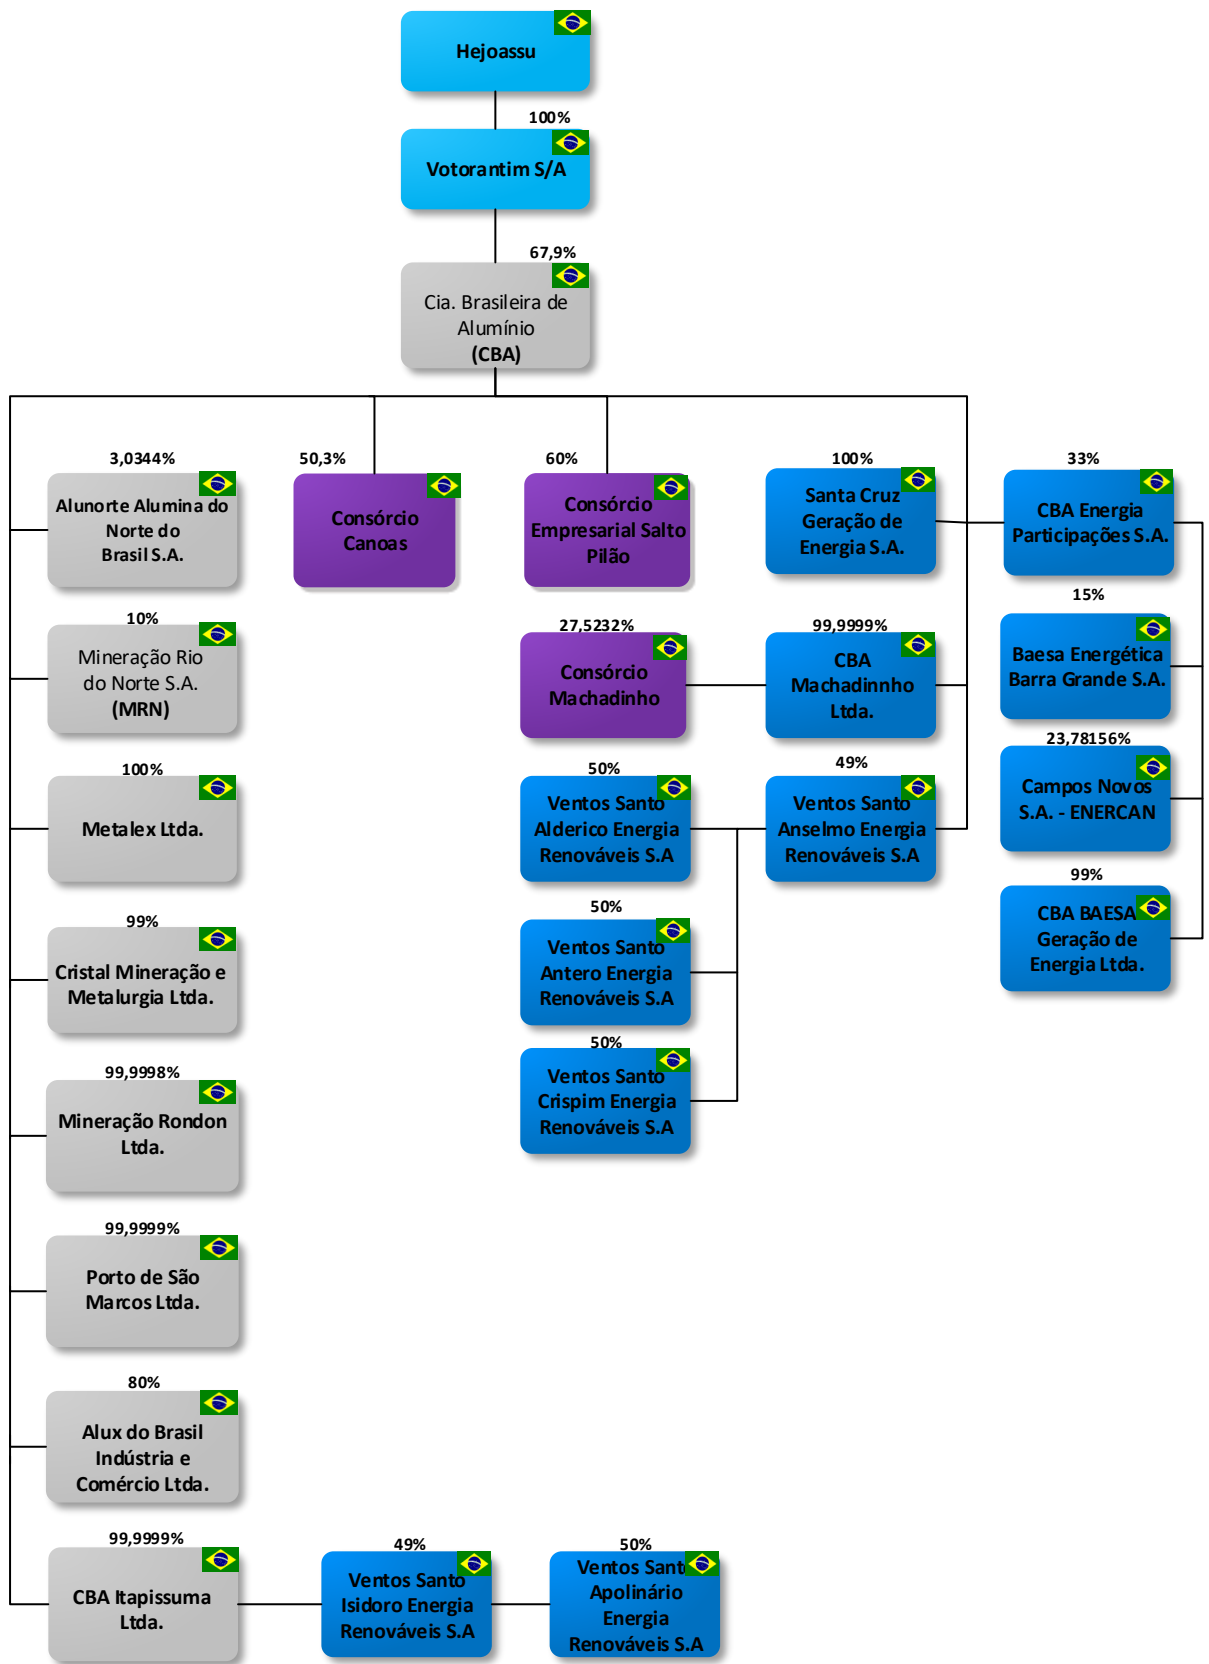 Hejoassu
100%
Votorantim S/A
67,9%
Cia. Brasileira de
Alumínio
(CBA)
3,0344%
Alunorte Alumina do
Norte do
Brasil S.A.
50,3%
Consórcio
Canoas
60%
Consórcio
Empresarial Salto
Pilão
100%
Santa Cruz
Geração de
Energia S.A.
33%
CBA Energia
Participações S.A.
10%
Mineração Rio
do Norte S.A.
(MRN)
27,5232%
Consórcio
Machadinho
99,9999%
CBA
Machadinnho
Ltda.
15%
Baesa Energética
Barra Grande S.A.
100%
Metalex Ltda.
50%
Ventos Santo
Alderico Energia
Renováveis S.A
49%
Ventos Santo
Anselmo Energia
Renováveis S.A
23,78156%
Campos Novos
S.A. - ENERCAN
99%
Cristal Mineração e
Metalurgia Ltda.
50%
Ventos Santo
Antero Energia
Renováveis S.A
99%
CBA BAESA
Geração de
Energia Ltda.
99,9998%
Mineração Rondon
Ltda.
50%
Ventos Santo
Crispim Energia
Renováveis S.A
99,9999%
Porto de São
Marcos Ltda.
80%
Alux do Brasil
Indústria e
Comércio Ltda.
99,9999%
CBA Itapissuma
Ltda.
49%
Ventos Santo
Isidoro Energia
Renováveis S.A
50%
Ventos Santo
Apolinário
Energia
Renováveis S.A